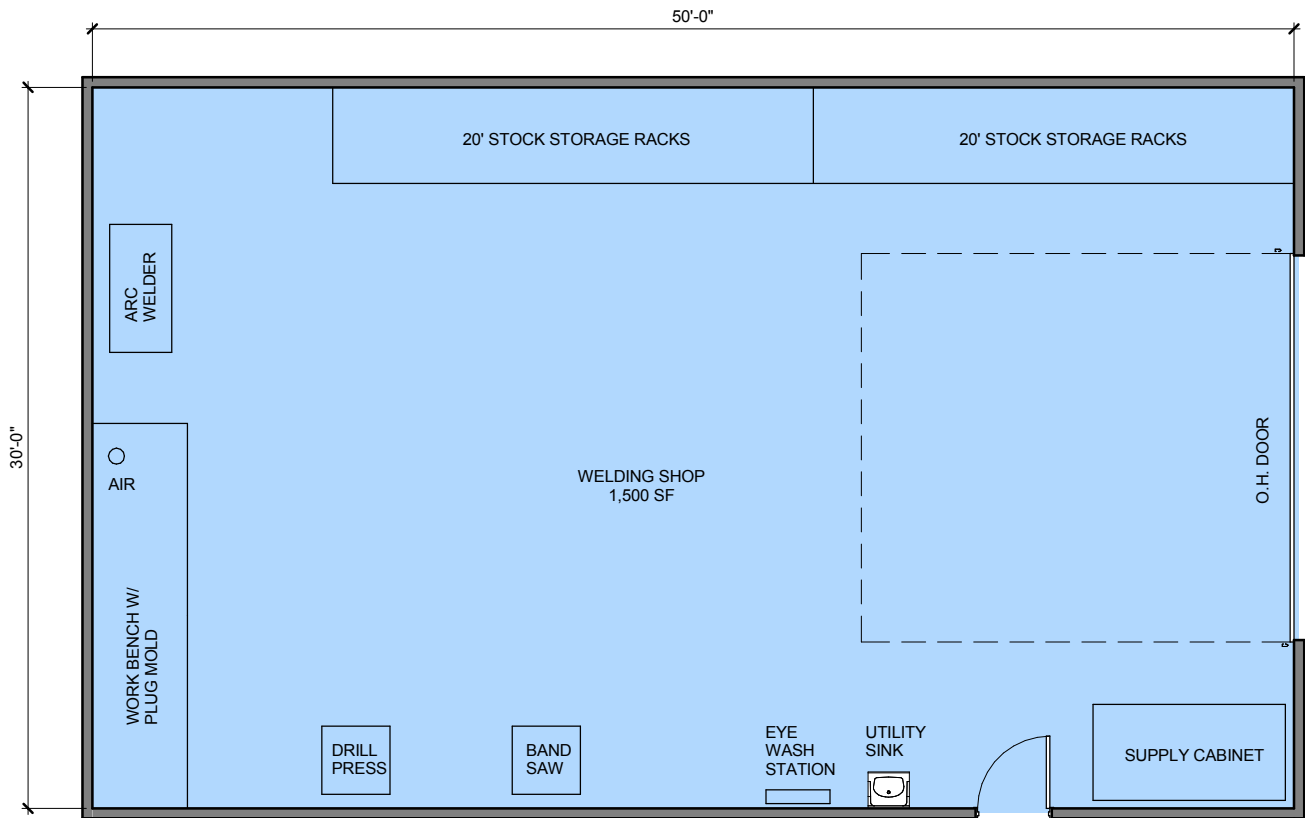 50'-0"
20' STOCK STORAGE RACKS
20' STOCK STORAGE RACKS
ARC
WELDER
30'-0"
AIR
WORK BENCH W/
PLUG MOLD
WELDING SHOP
1,500 SF
O.H. DOOR
DRILL
PRESS
BAND
SAW
EYE
WASH
STATION
UTILITY
SINK
SUPPLY CABINET